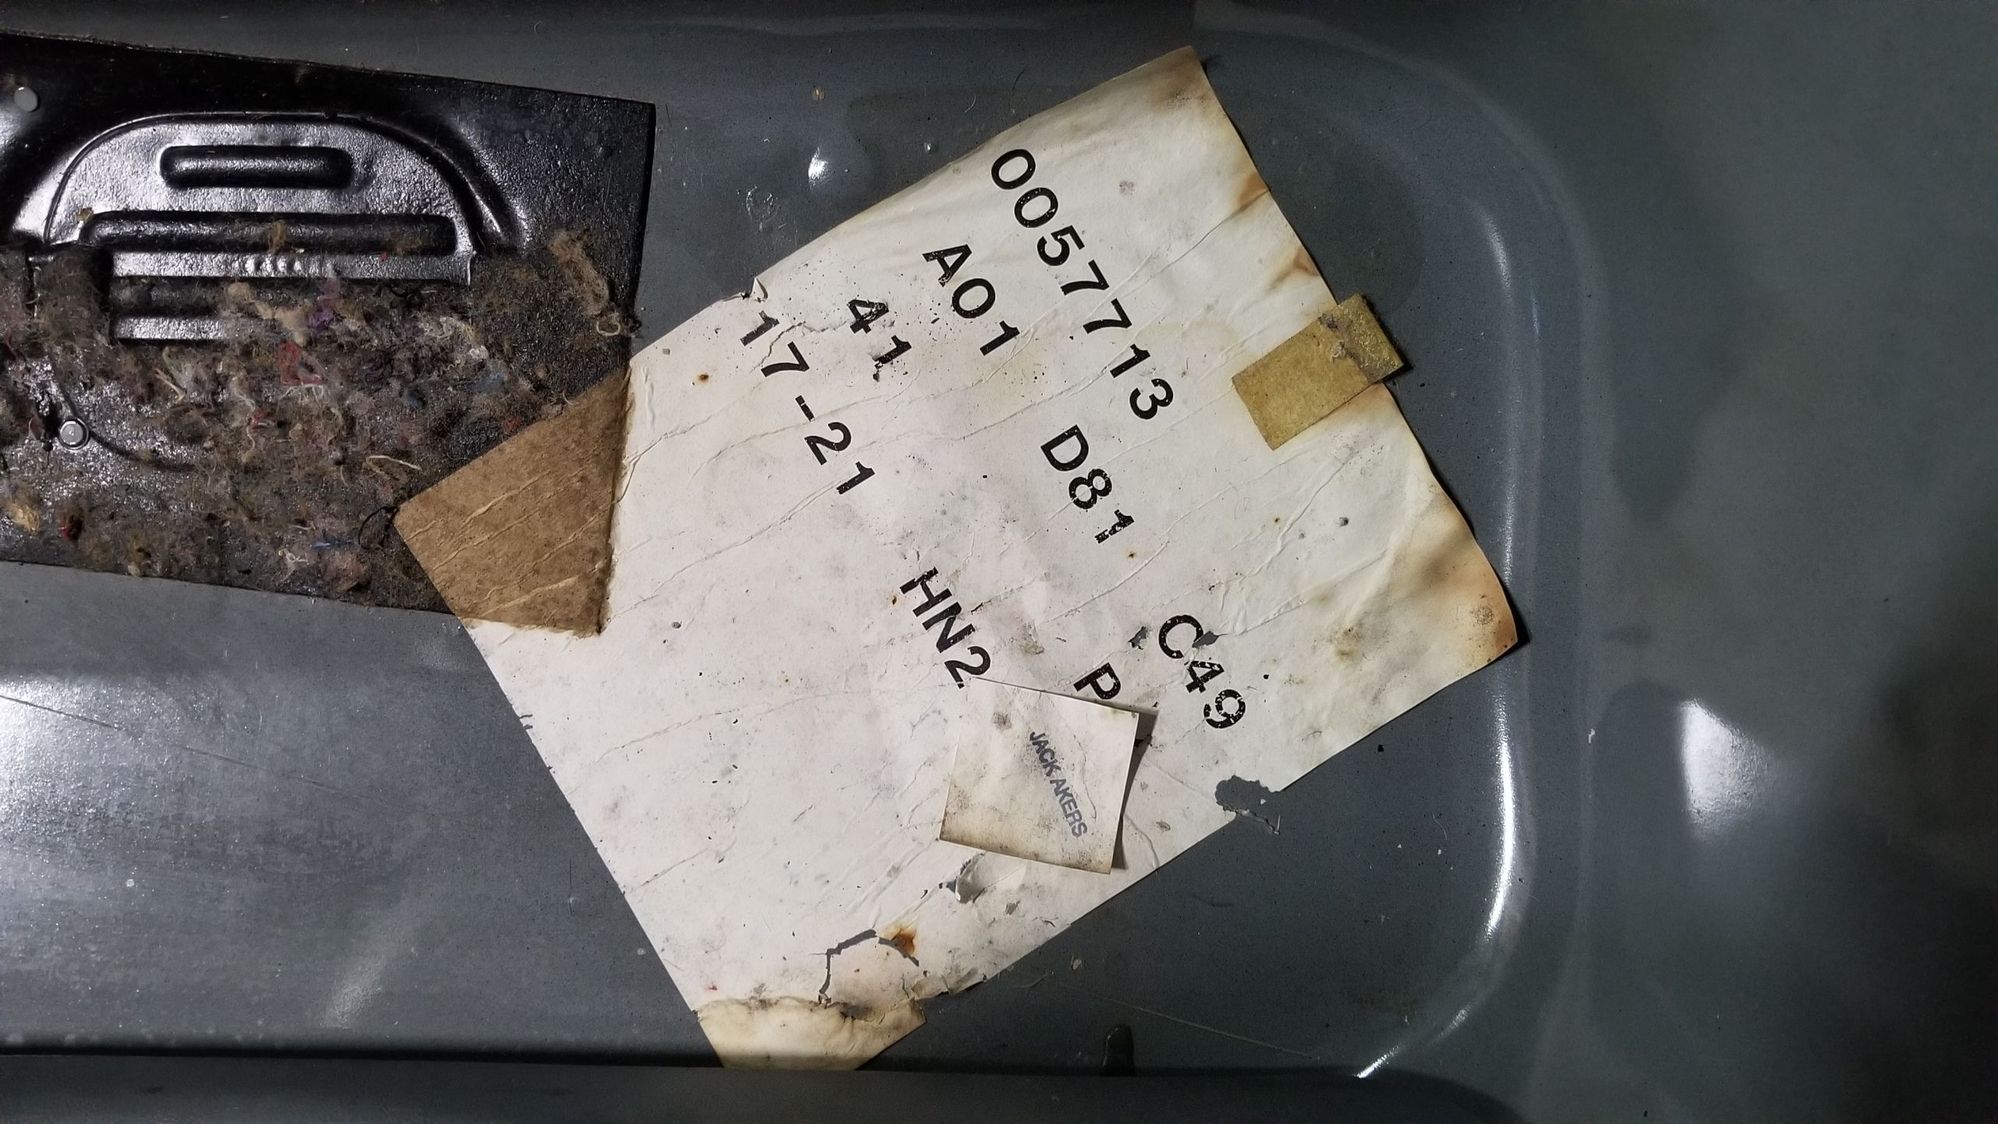 0057713 C49
A01 D81 P
41 HN2
17-21
JACK AKERS